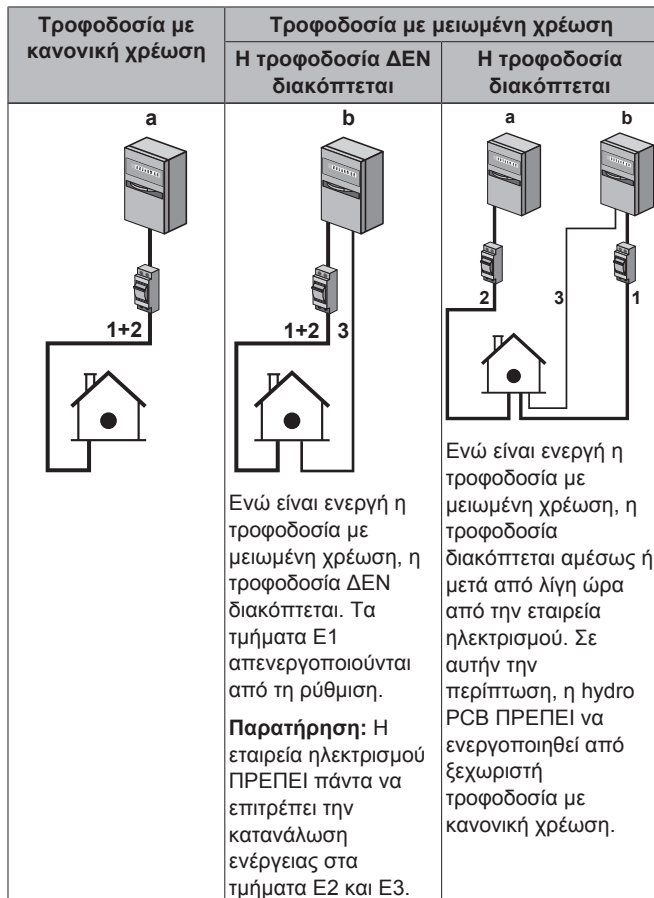 Τροφοδοσία με
κανονική χρέωση
Τροφοδοσία με μειωμένη χρέωση
Η τροφοδοσία ΔΕΝ
διακόπτεται
Η τροφοδοσία
διακόπτεται
a
1+2
b
1+2
3
Ενώ είναι ενεργή η
τροφοδοσία με
μειωμένη χρέωση, η
τροφοδοσία ΔΕΝ
διακόπτεται. Τα
τμήματα E1
απενεργοποιούνται
από τη ρύθμιση.
Παρατήρηση: Η
εταιρεία ηλεκτρισμού
ΠΡΕΠΕΙ πάντα να
επιτρέπει την
κατανάλωση
ενέργειας στα
τμήματα E2 και E3.
a
b
2
3
1
Ενώ είναι ενεργή η
τροφοδοσία με
μειωμένη χρέωση, η
τροφοδοσία
διακόπτεται αμέσως ή
μετά από λίγη ώρα
από την εταιρεία
ηλεκτρισμού. Σε
αυτήν την
περίπτωση, η hydro
PCB ΠΡΕΠΕΙ να
ενεργοποιηθεί από
ξεχωριστή
τροφοδοσία με
κανονική χρέωση.